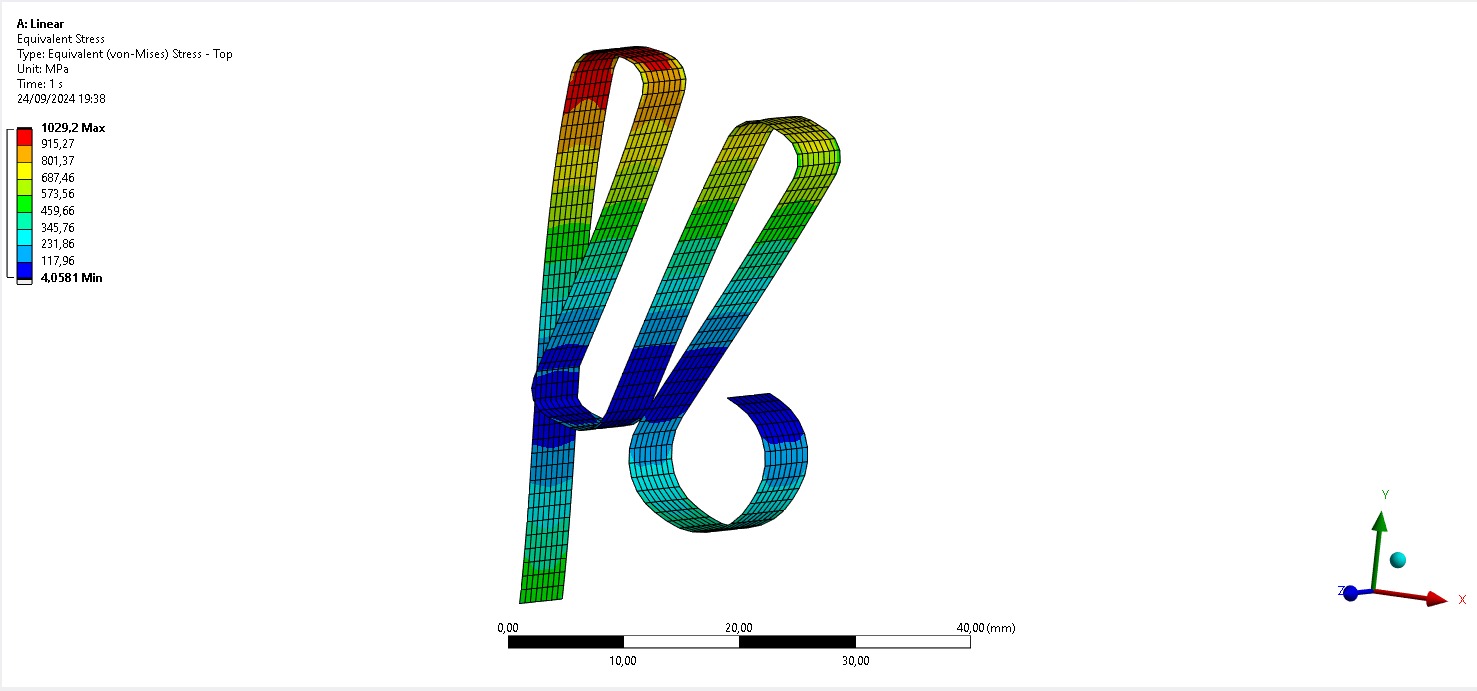 A: Linear
Equivalent Stress
Type: Equivalent (von-Mises) Stress - Top
Unit: MPa
Time: 1 s
24/09/2024 19:38
1029,2 Max
915,27
801,37
687,46
573,56
459,66
345,76
231,86
117,96
4,0581 Min
0,00 20,00 40,00 (mm)
10,00 30,00
Y
Z
X